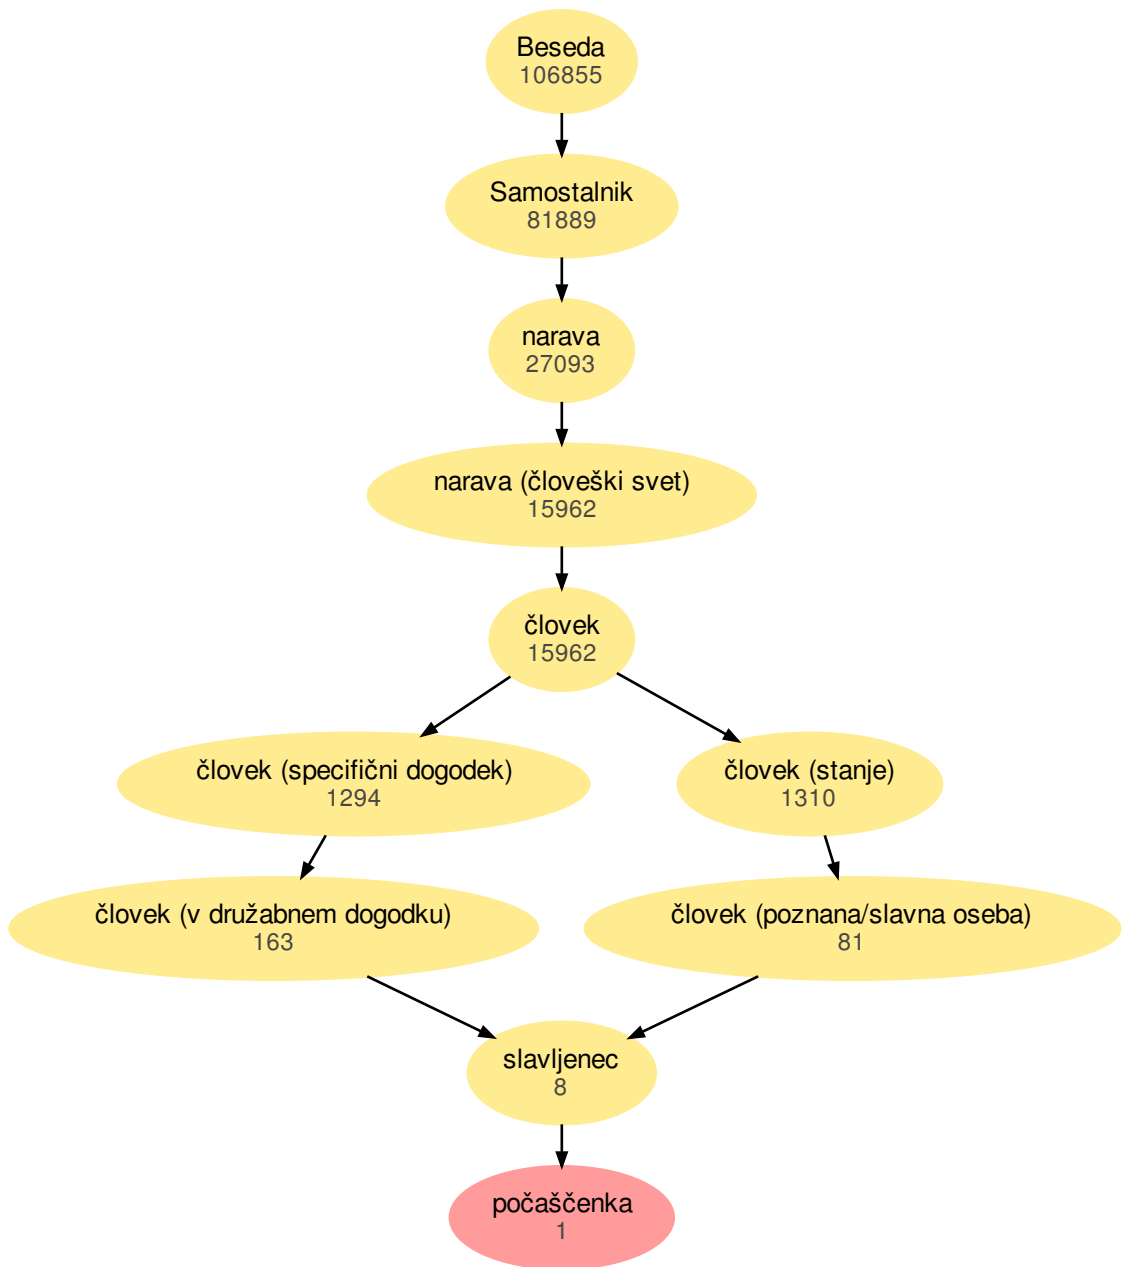 Beseda
106855
Samostalnik
81889
narava
27093
narava (človeški svet)
15962
človek
15962
človek (specifični dogodek)
1294
človek (stanje)
1310
človek (v družabnem dogodku)
163
človek (poznana/slavna oseba)
81
slavljenec
8
počaščenka
1